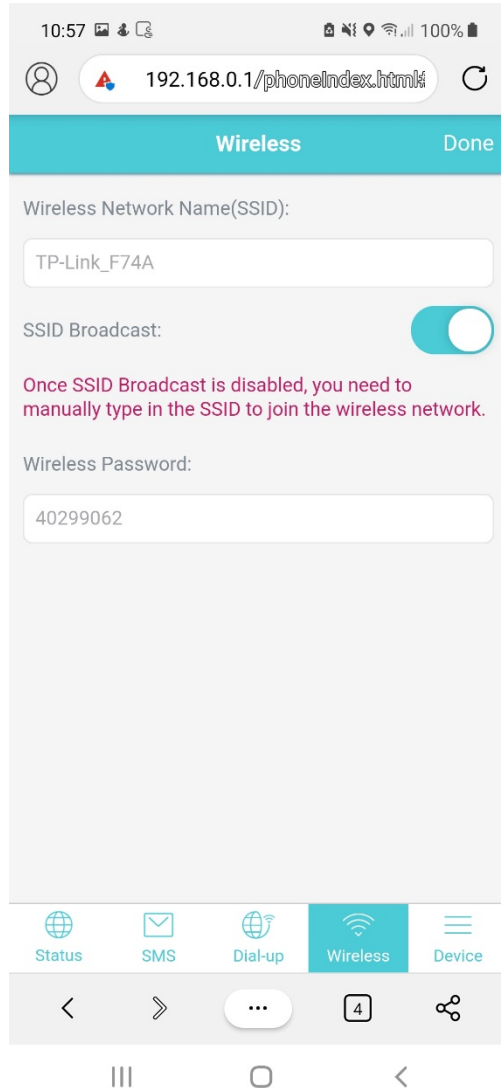 10:57 100%
192.168.0.1/phoneIndex.html#
Wireless Done
Wireless Network Name(SSID):
TP-Link_F74A
SSID Broadcast:
Once SSID Broadcast is disabled, you need to
manually type in the SSID to join the wireless network.
Wireless Password:
40299062
Status SMS Dial-up Wireless Device
4